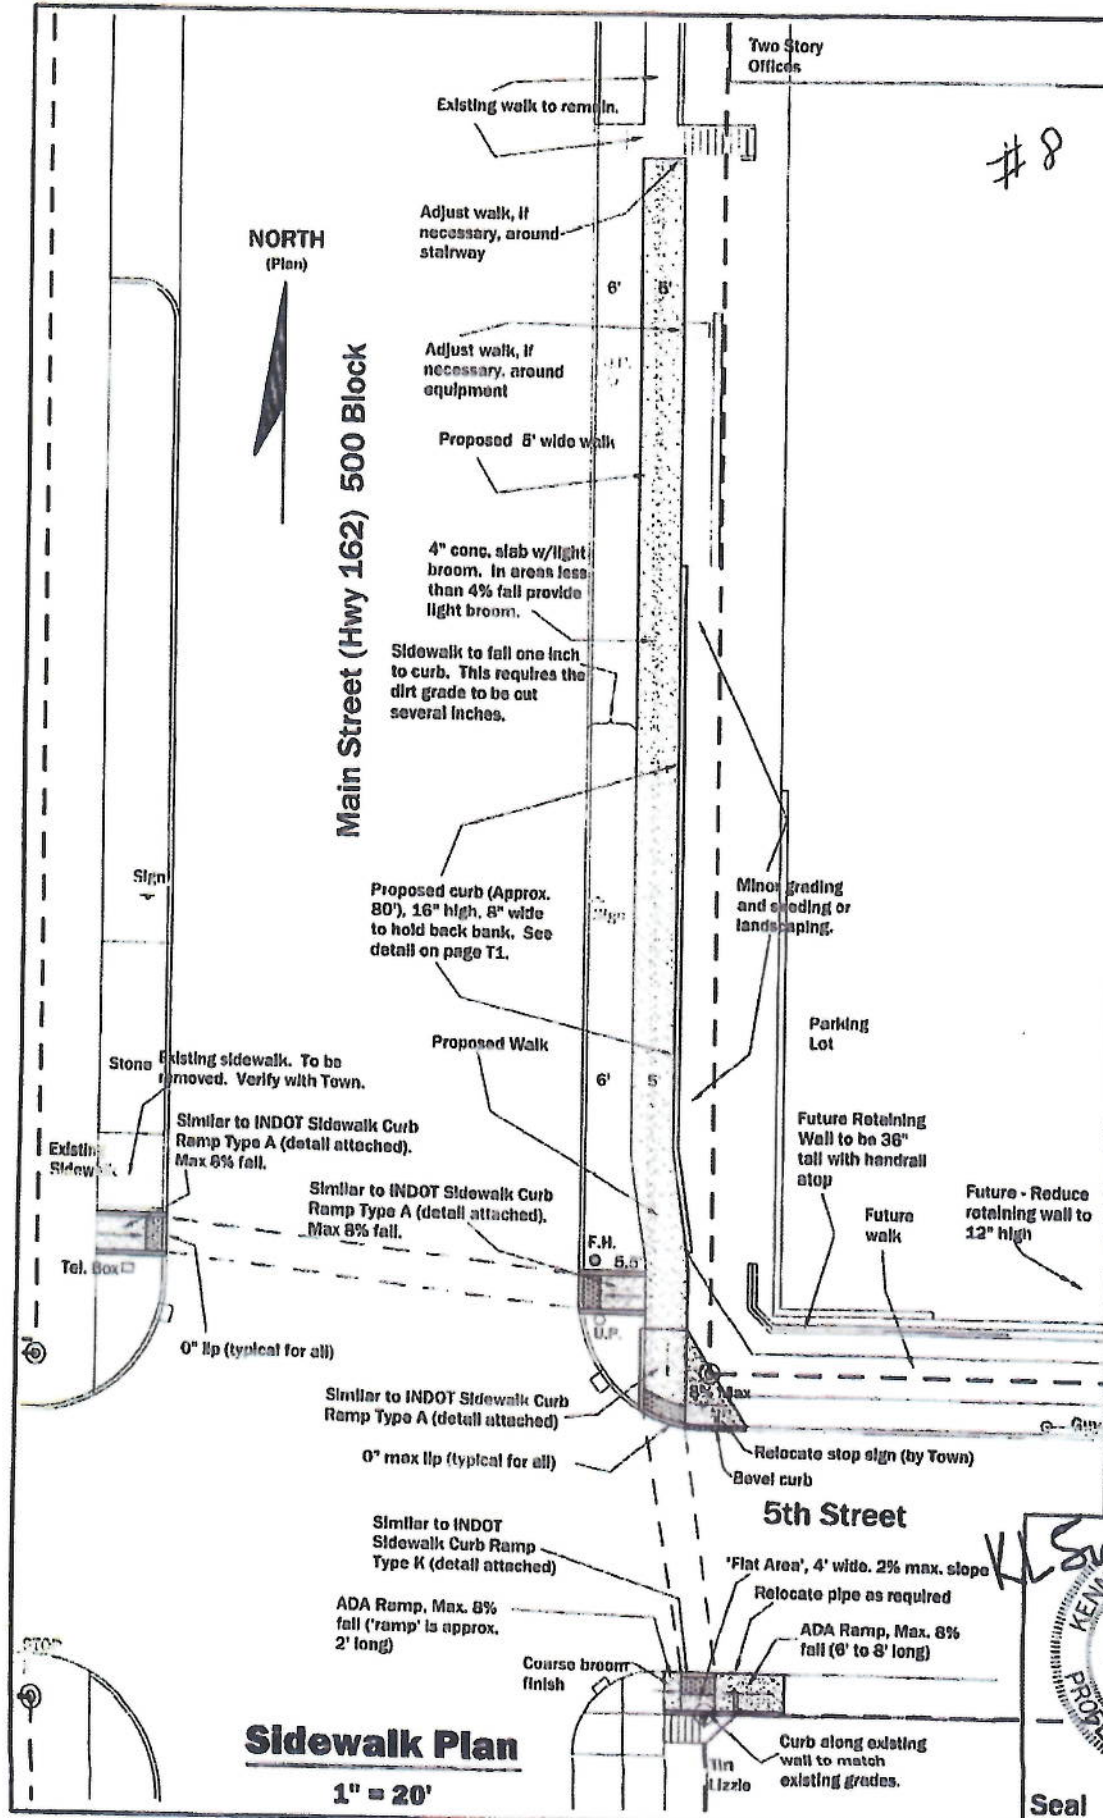 Two Story
Offices
Existing walk to remain.
# 8
Adjust walk, if
necessary, around
stairway
NORTH
(Plan)
6'
Adjust walk, if
necessary, around
equipment
Main Street (Hwy 162) 500 Block
Proposed 5' wide walk
4" conc. slab w/light
broom. In areas less
than 4% fall provide
light broom.
Sidewalk to fall one inch
to curb. This requires the
dirt grade to be cut
several inches.
Sign
Proposed curb (Approx.
80'), 16" high, 8" wide
to hold back bank. See
detail on page T1.
Sign
Minor grading
and seeding or
landscaping.
Parking
Lot
Proposed Walk
6'
5'
Stone
Existing sidewalk. To be
removed. Verify with Town.
Similar to INDOT Sidewalk Curb
Ramp Type A (detail attached).
Max 8% fall.
Existing
Sidewalk
Similar to INDOT Sidewalk Curb
Ramp Type A (detail attached).
Max 8% fall.
Future Retaining
Wall to be 36"
tall with handrail
atop
Future
walk
Future - Reduce
retaining wall to
12" high
F.H.
5.5'
Tel. Box
U.P.
0" lip (typical for all)
Similar to INDOT Sidewalk Curb
Ramp Type A (detail attached)
8% Max
Guy
0" max lip (typical for all)
Relocate stop sign (by Town)
Bevel curb
5th Street
Similar to INDOT
Sidewalk Curb Ramp
Type K (detail attached)
'Flat Area', 4' wide. 2% max. slope
Relocate pipe as required
ADA Ramp, Max. 8%
fall ('ramp' is approx.
2' long)
ADA Ramp, Max. 8%
fall (6' to 8' long)
STOP
Coarse broom
finish
Sidewalk Plan
1" = 20'
Curb along existing
wall to match
existing grades.
Tin
Lizzie
Seal